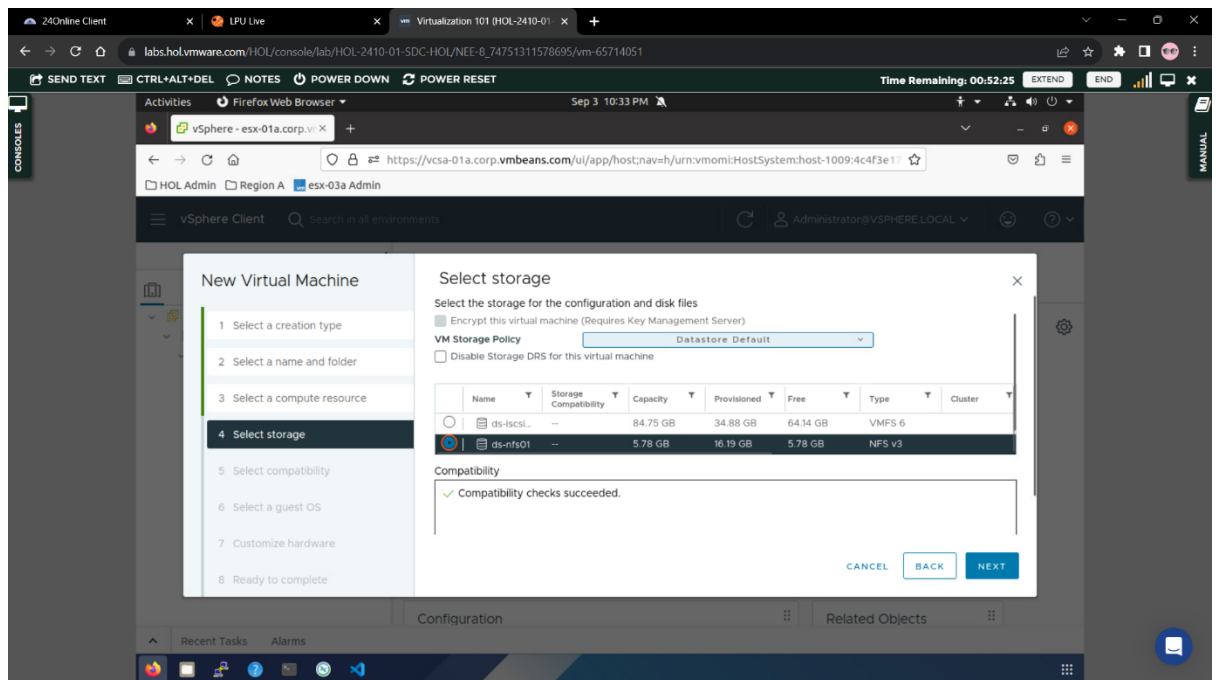 24Online Client
LPU Live
Virtualization 101 (HOL-2410-01-
labs.hol.vmware.com/HOL/console/lab/HOL-2410-01-SDC-HOL/NEE-8_74751311578695/vm-65714051
SEND TEXT CTRL+ALT+DEL NOTES POWER DOWN POWER RESET Time Remaining: 00:52:25 EXTEND END
CONSOLES
MANUAL
Activities Firefox Web Browser Sep 3 10:33 PM
vSphere - esx-01a.corp.v
https://vcsa-01a.corp.vmbeans.com/ui/app/host;nav=h/urn:vmomi:HostSystem:host-1009:4c4f3e17
HOL Admin Region A esx-03a Admin
vSphere Client Search in all environments Administrator@VSPHERE.LOCAL
New Virtual Machine
1 Select a creation type
2 Select a name and folder
3 Select a compute resource
4 Select storage
5 Select compatibility
6 Select a guest OS
7 Customize hardware
8 Ready to complete
Select storage
Select the storage for the configuration and disk files
Encrypt this virtual machine (Requires Key Management Server)
VM Storage Policy Datastore Default
Disable Storage DRS for this virtual machine
Name Storage Compatibility Capacity Provisioned Free Type Cluster
ds-iscsi... -- 84.75 GB 34.88 GB 64.14 GB VMFS 6
ds-nfs01 -- 5.78 GB 16.19 GB 5.78 GB NFS v3
Compatibility
Compatibility checks succeeded.
CANCEL BACK NEXT
Configuration Related Objects
Recent Tasks Alarms